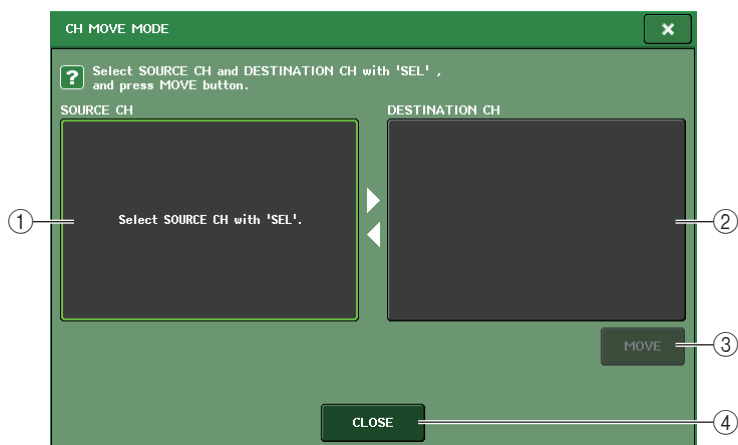 CH MOVE MODE
×
? Select SOURCE CH and DESTINATION CH with 'SEL' ,
and press MOVE button.
SOURCE CH
DESTINATION CH
① Select SOURCE CH with 'SEL'.
②
MOVE ③
CLOSE ④